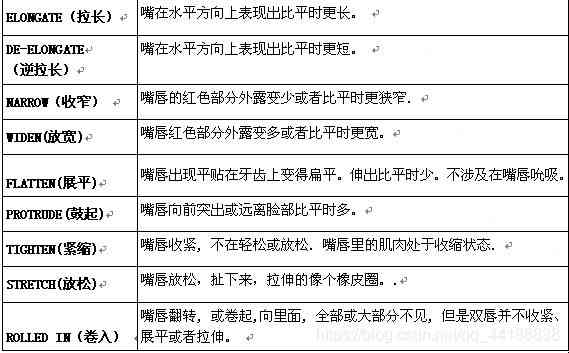 ELONGATE（拉长） 嘴在水平方向上表现出比平时更长。
DE-ELONGATE 嘴在水平方向上表现出比平时更短。
（逆拉长）
NARROW（收窄） 嘴唇的红色部分外露变少或者比平时更狭窄.
WIDEN(放宽) 嘴唇红色部分外露变多或者比平时更宽。
FLATTEN(展平) 嘴唇出现平贴在牙齿上变得扁平。伸出比平时少。不涉及在嘴唇吮吸。
PROTRUDE(鼓起) 嘴唇向前突出或远离脸部比平时多。
TIGHTEN(紧缩) 嘴唇收紧, 不在轻松或放松. 嘴唇里的肌肉处于收缩状态.
STRETCH(放松) 嘴唇放松，扯下来，拉伸的像个橡皮圈。.
嘴唇翻转, 或卷起,向里面, 全部或大部分不见, 但是双唇并不收紧、
ROLLED IN（卷入） 展平或者拉伸。